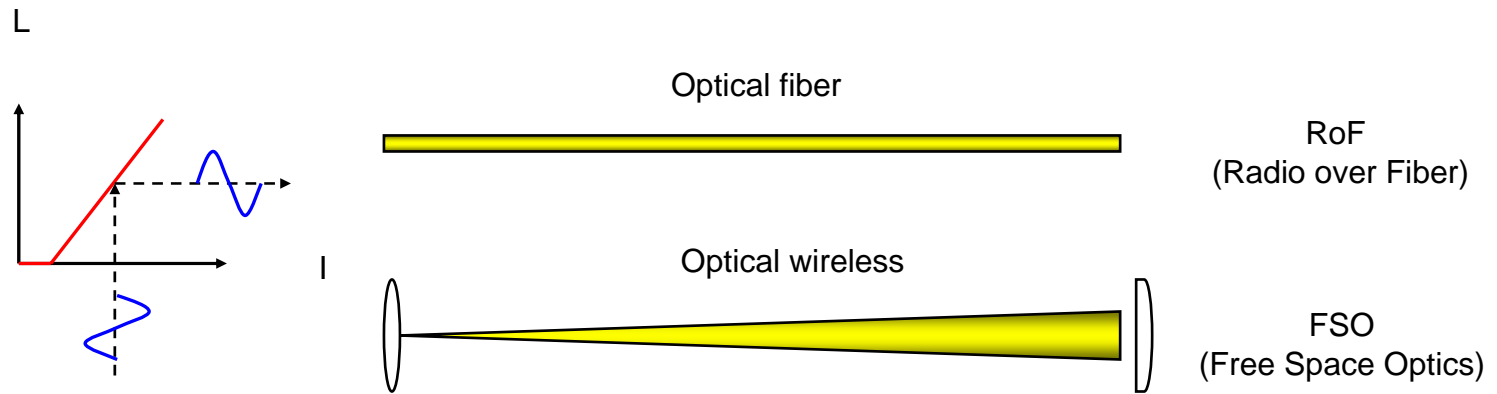 L
Optical fiber
RoF
(Radio over Fiber)
I
Optical wireless
FSO
(Free Space Optics)